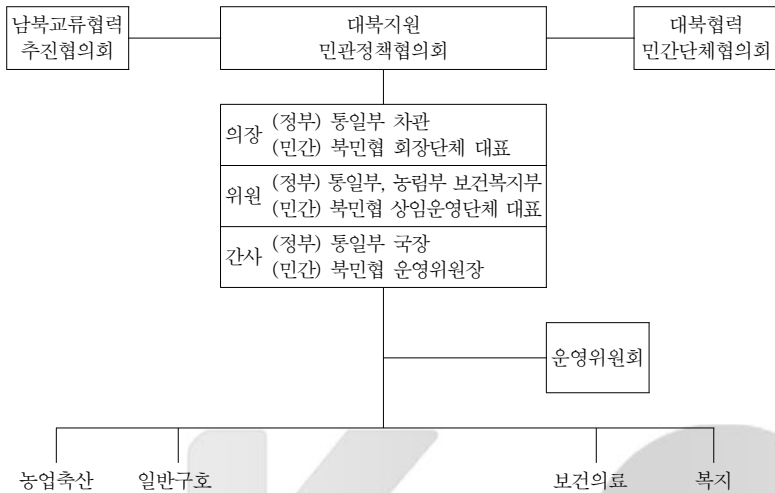 남북교류협력
추진협의회
대북지원
민관정책협의회
대북협력
민간단체협의회
의장
(정부) 통일부 차관
(민간) 북민협 회장단체 대표
위원
(정부) 통일부, 농림부 보건복지부
(민간) 북민협 상임운영단체 대표
간사
(정부) 통일부 국장
(민간) 북민협 운영위원장
운영위원회
농업축산 일반구호 보건의료 복지